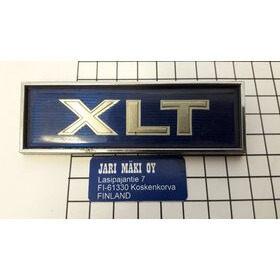 XLT
JARI MÄKI OY
Lasipajantie 7
FI-61330 Koskenkorva
FINLAND